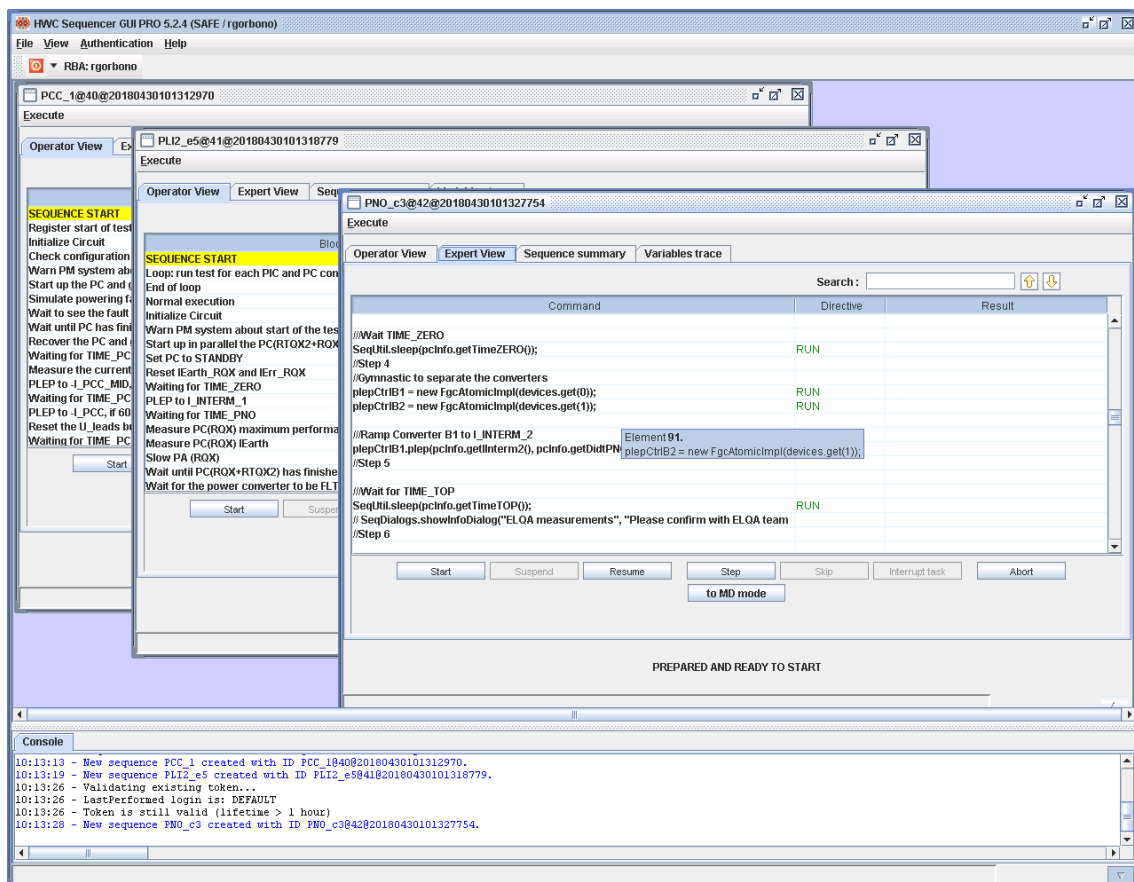 HWC Sequencer GUI PRO 5.2.4 (SAFE / rgorbono)
File View Authentication Help
RBA: rgorbono
PCC_1@40@20180430101312970
Execute
Operator View
SEQUENCE START
Register start of test
Initialize Circuit
Check configuration
Warn PM system
Start up the PC and
Simulate powering
Wait to see the fault
Wait until PC has
Recover the PC and
Waiting for TIME_PC
Measure the current
PLEP to -I_PCC_MID,
Waiting for TIME_PC
PLEP to -I_PCC, if 60
Reset the U_leads
Waiting for TIME_PC
Start
PLI2_e5@41@20180430101318779
Execute
Operator View Expert View
SEQUENCE START
Loop: run test for each PIC and PC
End of loop
Normal execution
Initialize Circuit
Warn PM system about start of the
Start up in parallel the PC(RTQX2+RQX
Set PC to STANDBY
Reset IEarth_RQX and IErr_RQX
Waiting for TIME_ZERO
PLEP to I_INTERM_1
Waiting for TIME_PNO
Measure PC(RQX) maximum
Measure PC(RQX) IEarth
Slow PA (RQX)
Wait until PC(RQX+RTQX2) has finished
Wait for the power converter to be FLT
Start
PNO_c3@42@20180430101327754
Execute
Operator View Expert View Sequence summary Variables trace
Search :
Command Directive Result
///Wait TIME_ZERO
SeqUtil.sleep(pcInfo.getTimeZERO()); RUN
//Step 4
//Gymnastic to separate the converters
plepCtrlB1 = new FgcAtomicImpl(devices.get(0)); RUN
plepCtrlB2 = new FgcAtomicImpl(devices.get(1)); RUN
///Ramp Converter B1 to I_INTERM_2
Element 91.
plepCtrlB1.plep(pcInfo.getIInterm2(), pcInfo.getDidtPN
plepCtrlB2 = new FgcAtomicImpl(devices.get(1));
//Step 5
///Wait for TIME_TOP
SeqUtil.sleep(pcInfo.getTimeTOP()); RUN
// SeqDialogs.showInfoDialog("ELQA measurements", "Please confirm with ELQA team
//Step 6
Start Suspend Resume Step Skip Interrupt task Abort
to MD mode
PREPARED AND READY TO START
Console
10:13:13 - New sequence PCC_1 created with ID PCC_1@40@20180430101312970.
10:13:19 - New sequence PLI2_e5 created with ID PLI2_e5@41@20180430101318779.
10:13:26 - Validating existing token...
10:13:26 - LastPerformed login is: DEFAULT
10:13:26 - Token is still valid (lifetime > 1 hour)
10:13:28 - New sequence PNO_c3 created with ID PNO_c3@42@20180430101327754.